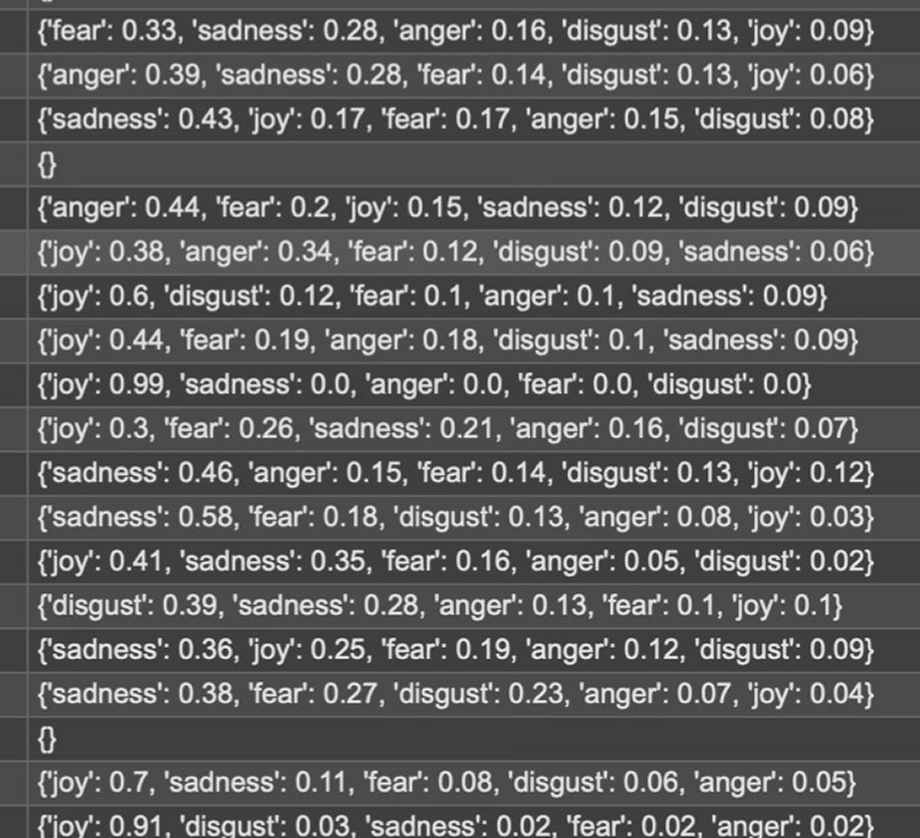 {'fear': 0.33, 'sadness': 0.28, 'anger': 0.16, 'disgust': 0.13, 'joy': 0.09}
{'anger': 0.39, 'sadness': 0.28, 'fear': 0.14, 'disgust': 0.13, 'joy': 0.06}
{'sadness': 0.43, 'joy': 0.17, 'fear': 0.17, 'anger': 0.15, 'disgust': 0.08}
{}
{'anger': 0.44, 'fear': 0.2, 'joy': 0.15, 'sadness': 0.12, 'disgust': 0.09}
{'joy': 0.38, 'anger': 0.34, 'fear': 0.12, 'disgust': 0.09, 'sadness': 0.06}
{'joy': 0.6, 'disgust': 0.12, 'fear': 0.1, 'anger': 0.1, 'sadness': 0.09}
{'joy': 0.44, 'fear': 0.19, 'anger': 0.18, 'disgust': 0.1, 'sadness': 0.09}
{'joy': 0.99, 'sadness': 0.0, 'anger': 0.0, 'fear': 0.0, 'disgust': 0.0}
{'joy': 0.3, 'fear': 0.26, 'sadness': 0.21, 'anger': 0.16, 'disgust': 0.07}
{'sadness': 0.46, 'anger': 0.15, 'fear': 0.14, 'disgust': 0.13, 'joy': 0.12}
{'sadness': 0.58, 'fear': 0.18, 'disgust': 0.13, 'anger': 0.08, 'joy': 0.03}
{'joy': 0.41, 'sadness': 0.35, 'fear': 0.16, 'anger': 0.05, 'disgust': 0.02}
{'disgust': 0.39, 'sadness': 0.28, 'anger': 0.13, 'fear': 0.1, 'joy': 0.1}
{'sadness': 0.36, 'joy': 0.25, 'fear': 0.19, 'anger': 0.12, 'disgust': 0.09}
{'sadness': 0.38, 'fear': 0.27, 'disgust': 0.23, 'anger': 0.07, 'joy': 0.04}
{}
{'joy': 0.7, 'sadness': 0.11, 'fear': 0.08, 'disgust': 0.06, 'anger': 0.05}
{'joy': 0.91, 'disgust': 0.03, 'sadness': 0.02, 'fear': 0.02, 'anger': 0.02}